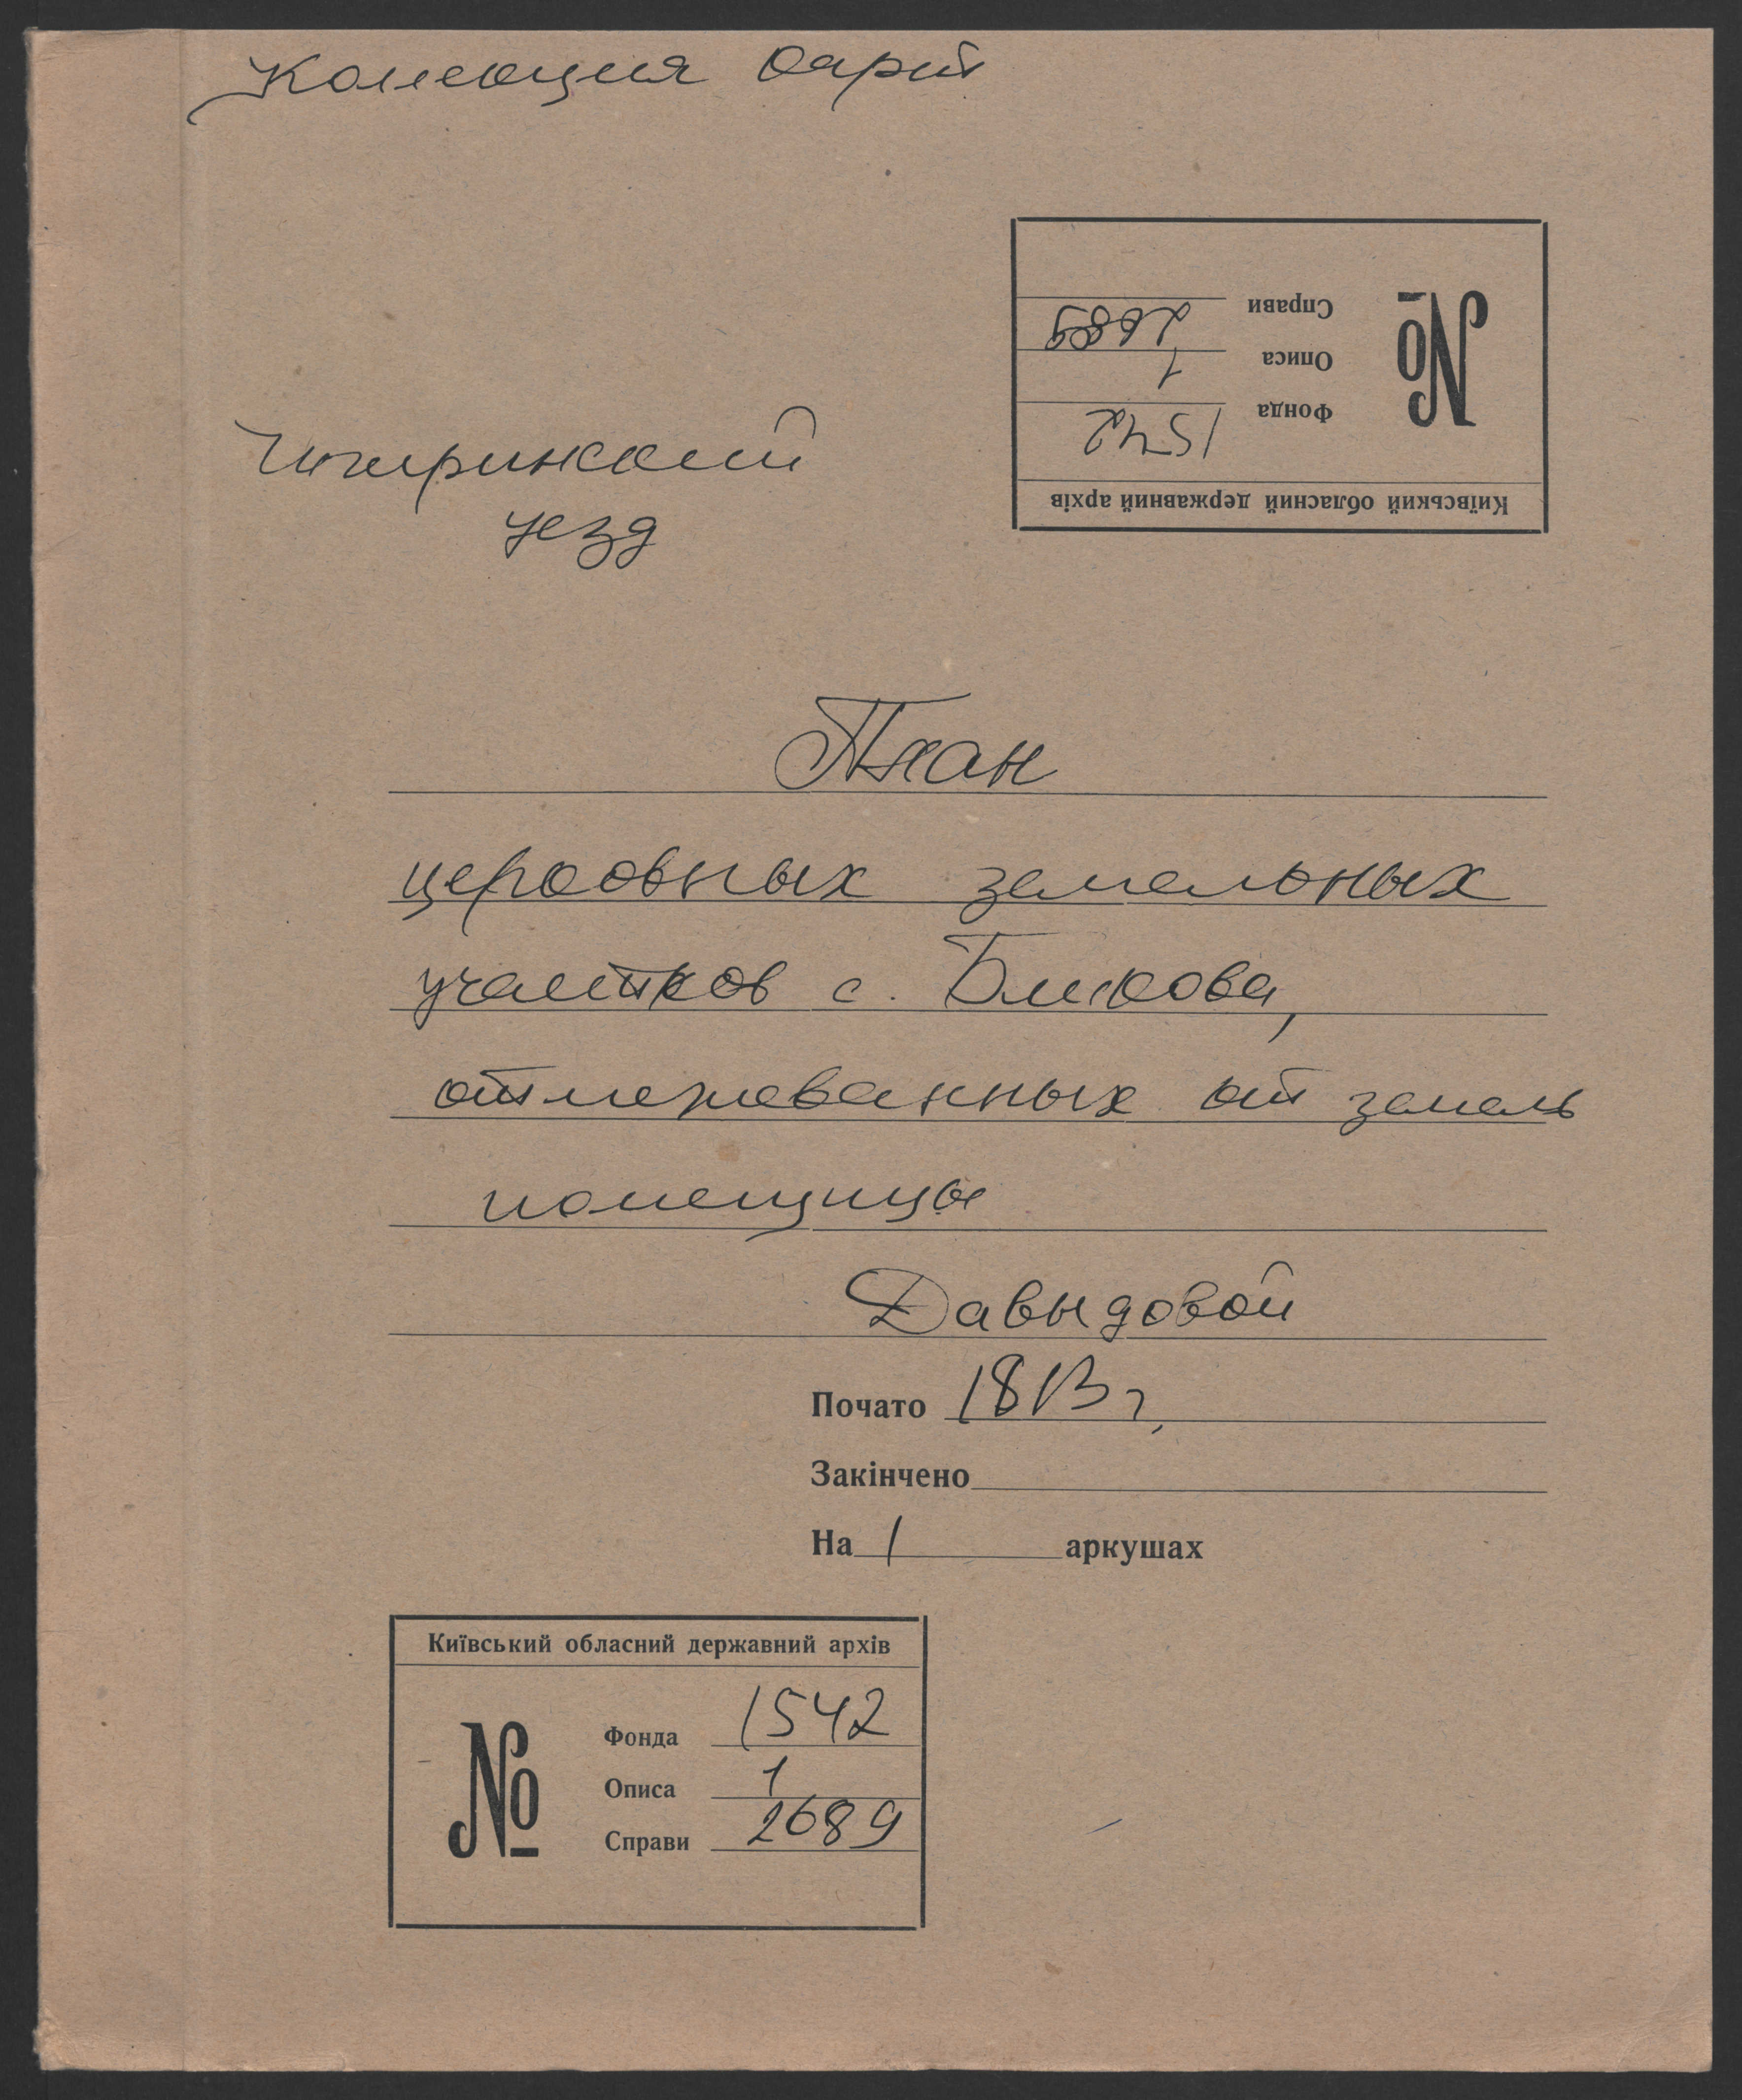 Коллекция карт
Київський обласний державний архів
№
Фонда 1542
Описа 1
Справи 2689
Чигиринский
уезд
План
церковных земельных
участков с.
отмежеванных от земель
помещицы
Давыдовой
Почато 1813 г.
Закінчено
На 1 аркушах
Київський обласний державний архів
№
Фонда 1542
Описа 1
Справи 2689